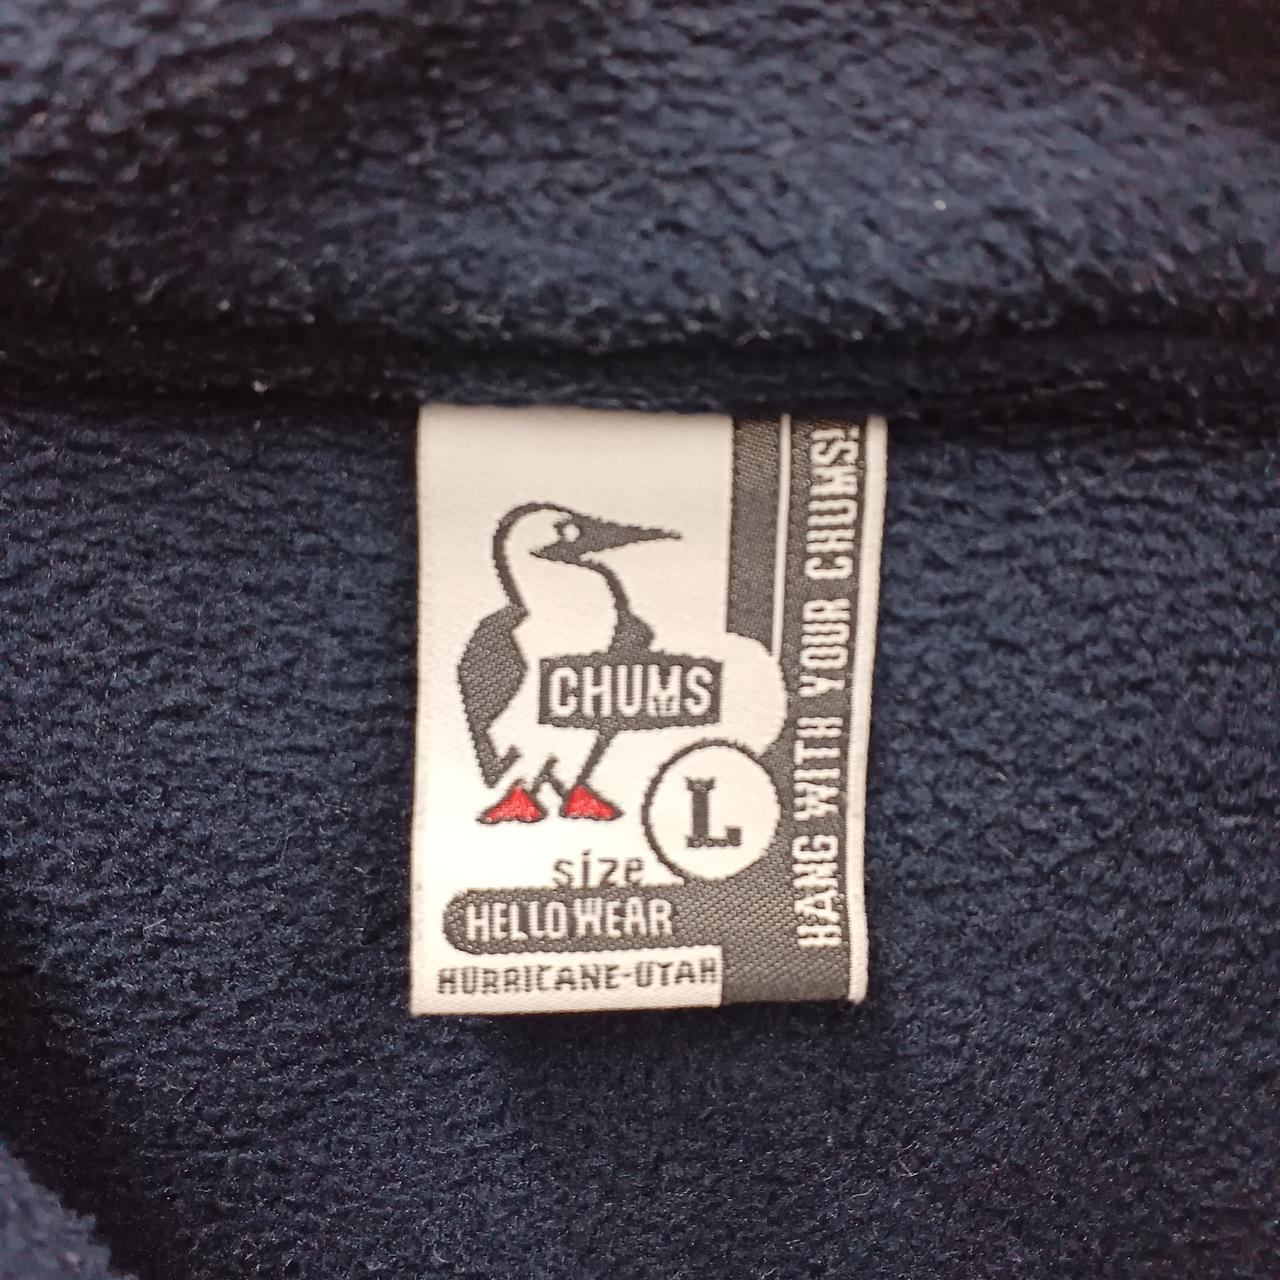 CHUMS
L
size
HELLO WEAR
HURRICANE-UTAH
HANG WITH YOUR CHUMS!